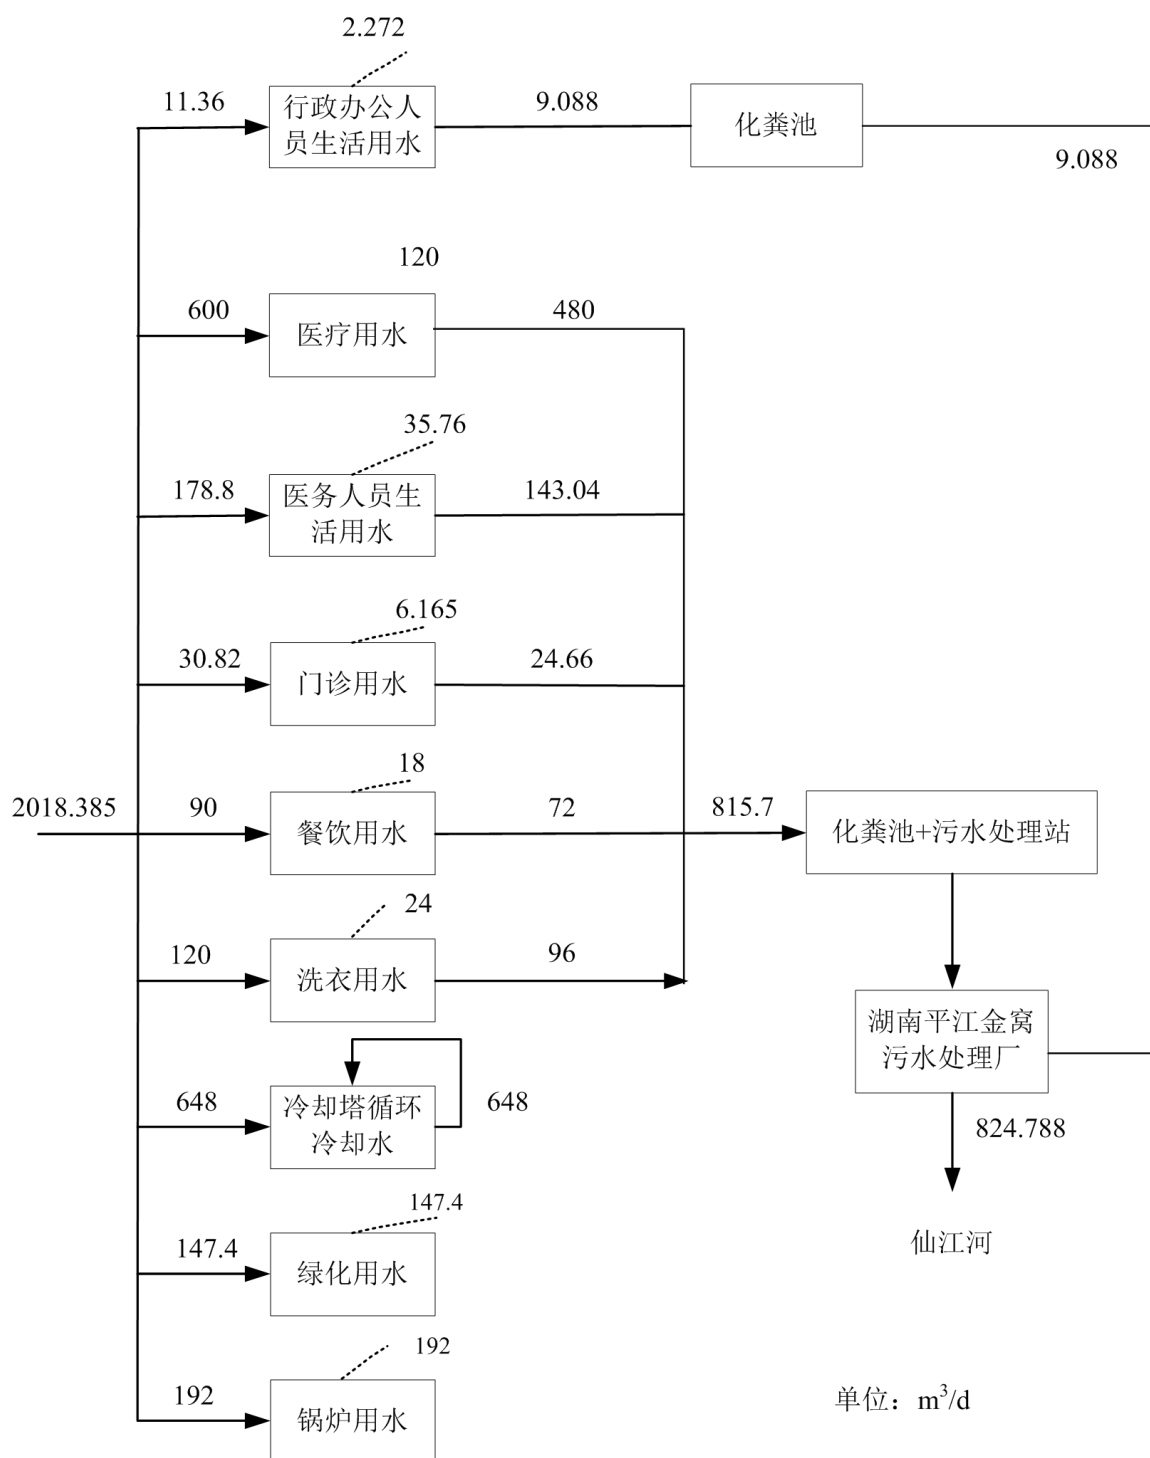 2.272
11.36
行政办公人
员生活用水
9.088
化粪池
9.088
120
600
医疗用水
480
35.76
178.8
医务人员生
活用水
143.04
6.165
30.82
门诊用水
24.66
18
2018.385
90
餐饮用水
72
815.7
化粪池+污水处理站
24
120
洗衣用水
96
湖南平江金窝
污水处理厂
648
冷却塔循环
冷却水
648
824.788
147.4
147.4
绿化用水
仙江河
192
192
锅炉用水
单位：m³/d